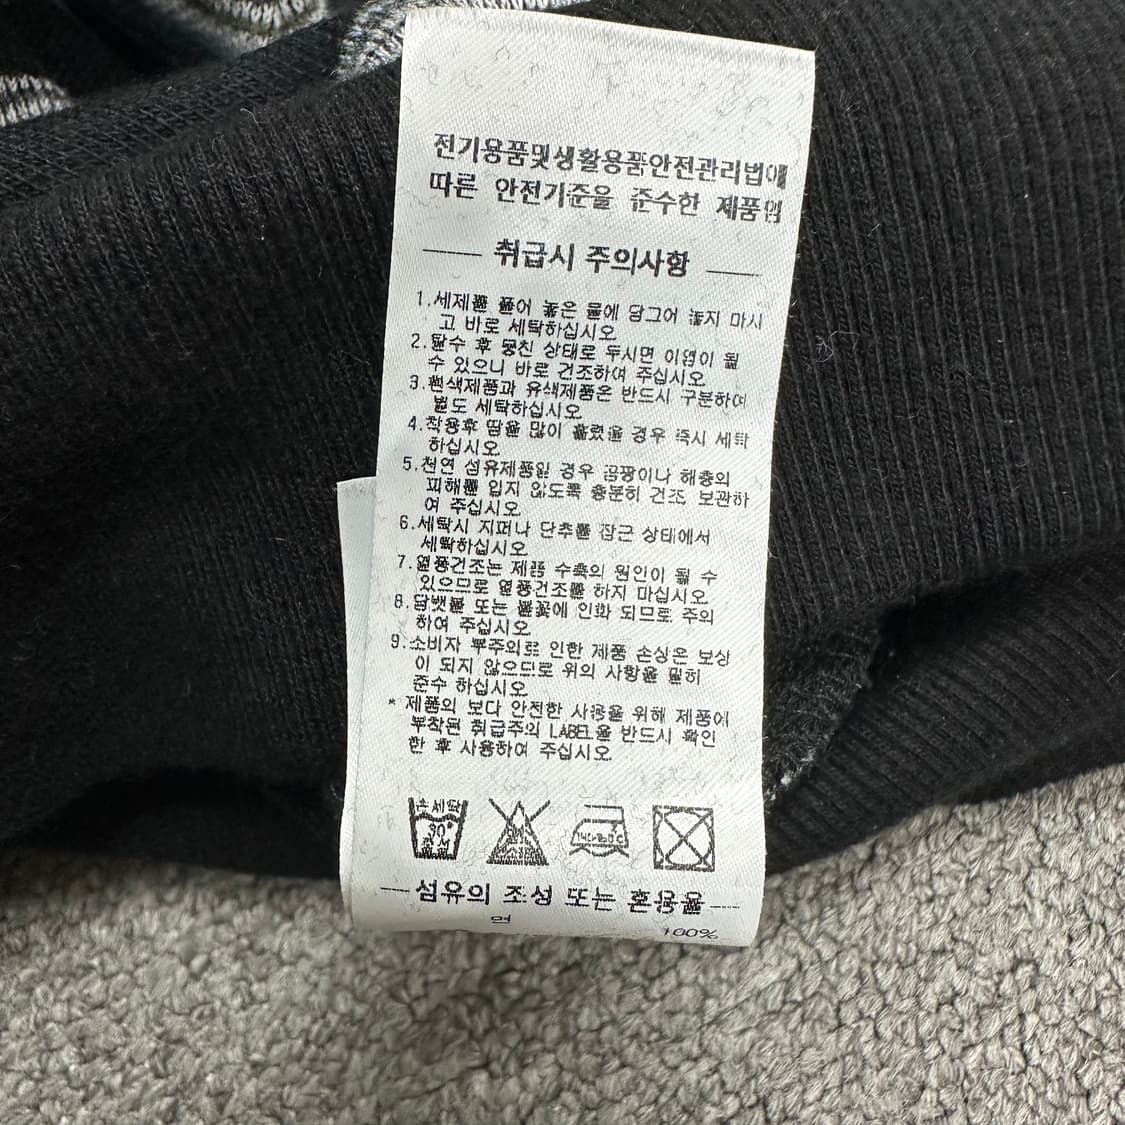 전기용품및생활용품안전관리법에
따른 안전기준을 준수한 제품임
취급시 주의사항
1.세제를 풀어 놓은 물에 담그어 놓지 마시
고 바로 세탁하십시오
2.탈수 후 뭉친 상태로 두시면 이염이 될
수 있으니 바로 건조하여 주십시오
3.흰색제품과 유색제품은 반드시 구분하여
별도 세탁하십시오
4.착용후 땀을 많이 흘렸을 경우 즉시 세탁
하십시오
5.천연 섬유제품일 경우 곰팡이나 해충의
피해를 입지 않도록 충분히 건조 보관하
여 주십시오
6.세탁시 지퍼나 단추를 잠근 상태에서
세탁하십시오
7.열풍건조는 제품 수축의 원인이 될 수
있으므로 열풍건조를 하지 마십시오
8.담뱃불 또는 불꽃에 인화 되므로 주의
하여 주십시오
9.소비자 부주의로 인한 제품 손상은 보상
이 되지 않으므로 위의 사항을 필히
준수 하십시오
* 제품의 보다 안전한 사용을 위해 제품에
부착된 취급주의 LABEL을 반드시 확인
한 후 사용하여 주십시오
손세탁
30°
중성
섬유의 조성 또는 혼용율
면 100%